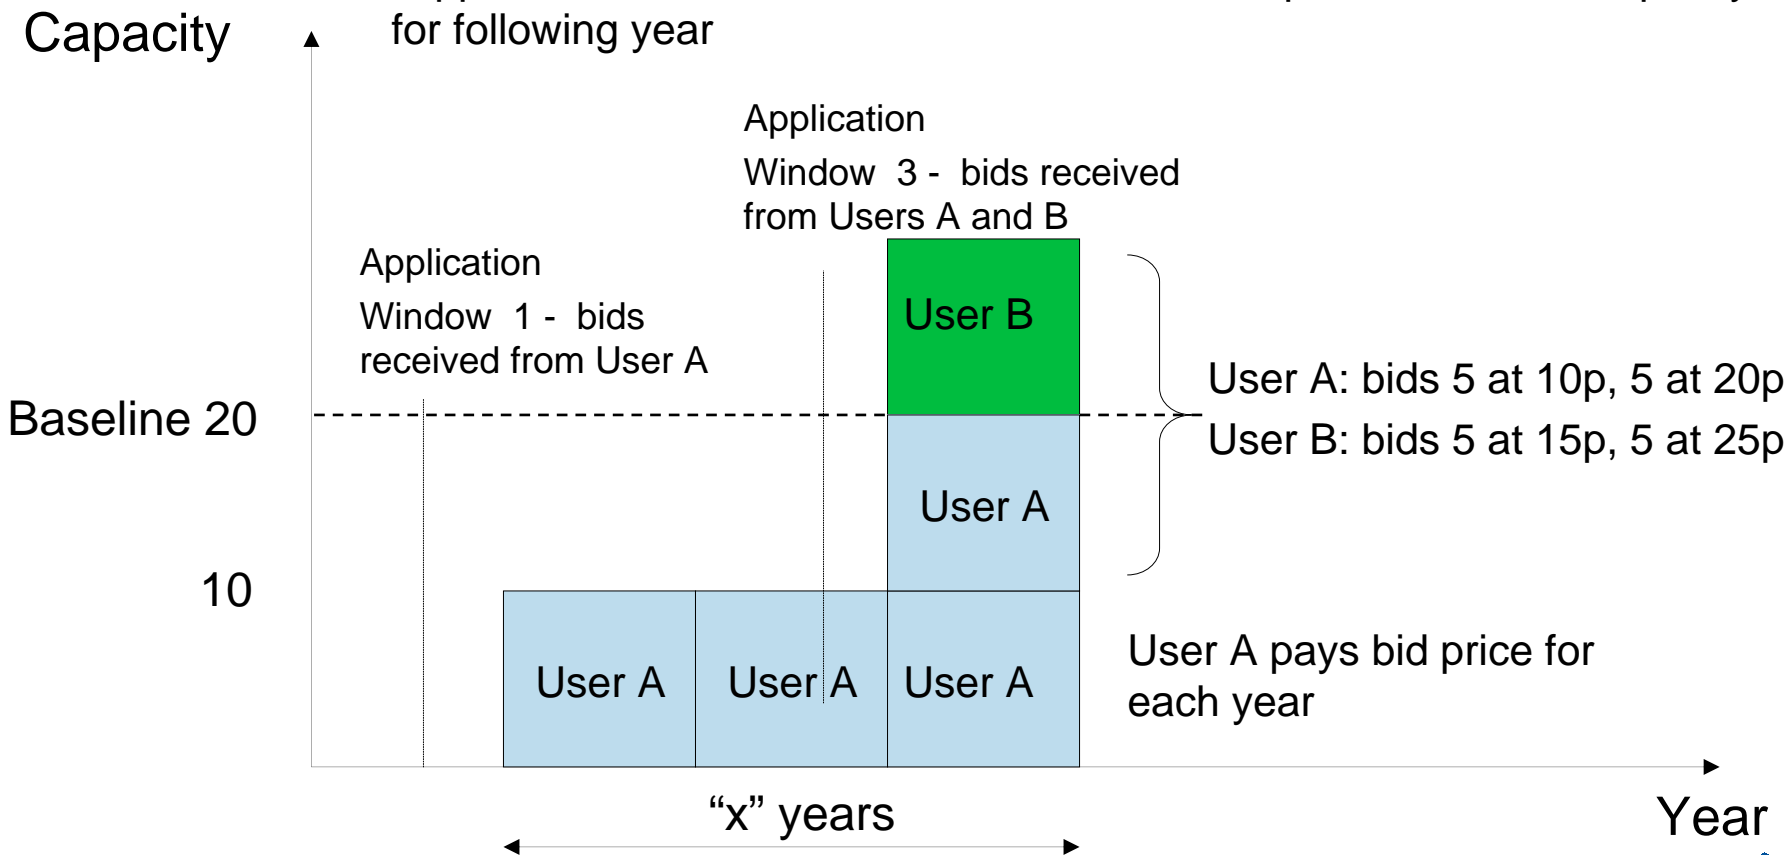 for following year
Capacity
Application
Window 3 - bids received
from Users A and B
Application
Window 1 - bids
received from User A
User B
User A: bids 5 at 10p, 5 at 20p
Baseline 20
User B: bids 5 at 15p, 5 at 25p
User A
10
User A pays bid price for
each year
User A
User A
User A
“x” years
Year